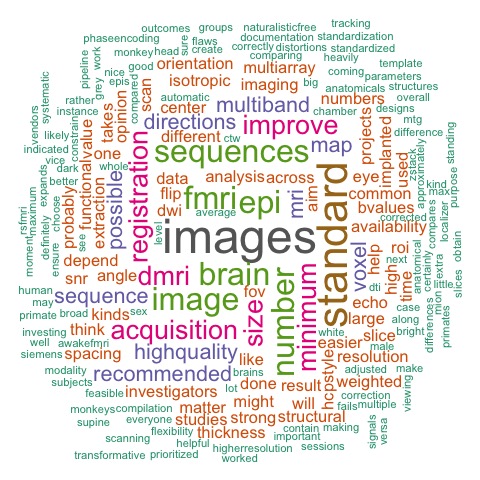 outcomes groups naturalisticfree
phaseencoding correctly distortions tracking
monkey head documentation standardization
work flaws create heavily standardized
epis nice good sure compared coming template
grey orientation multiarray big parameters
pipeline automatic isotropic imaging anatomicals structures
instance rather opinion scan center numbers overall
systematic value takes multiband chamber designs
vendors constrain functional directions map projects mtg
likely one registration different improve implanted difference
indicated extraction possible sequences used approximately
vice dark whole data analysis across eye common zstack standing
better probably flip fmri epi mri aim bvalues kind purpose
maximum expands dwi average voxel availability corrected
rsfmri see images standard roi compares
moment choose depend level help next localizer obtain
definitely ensure snr angle dmri brain minimum high anatomical certainly
human sequence image size fov echo time dti mion extra slices
may sex number large little
primate broad kinds acquisition white easier slice along differences primates
investing think highquality like male resolution bright case
well awakefmri spacing recommended done result hcpstyle weighted adjusted make
siemens brains might will fails correction viewing
modality feasible investigators lot matter strong structural multiple
subjects monkeys compilation everyone studies contain making signals versa
supine flexibility thickness important sessions
scanning helpful higherresolution
transformative prioritized worked
ctw